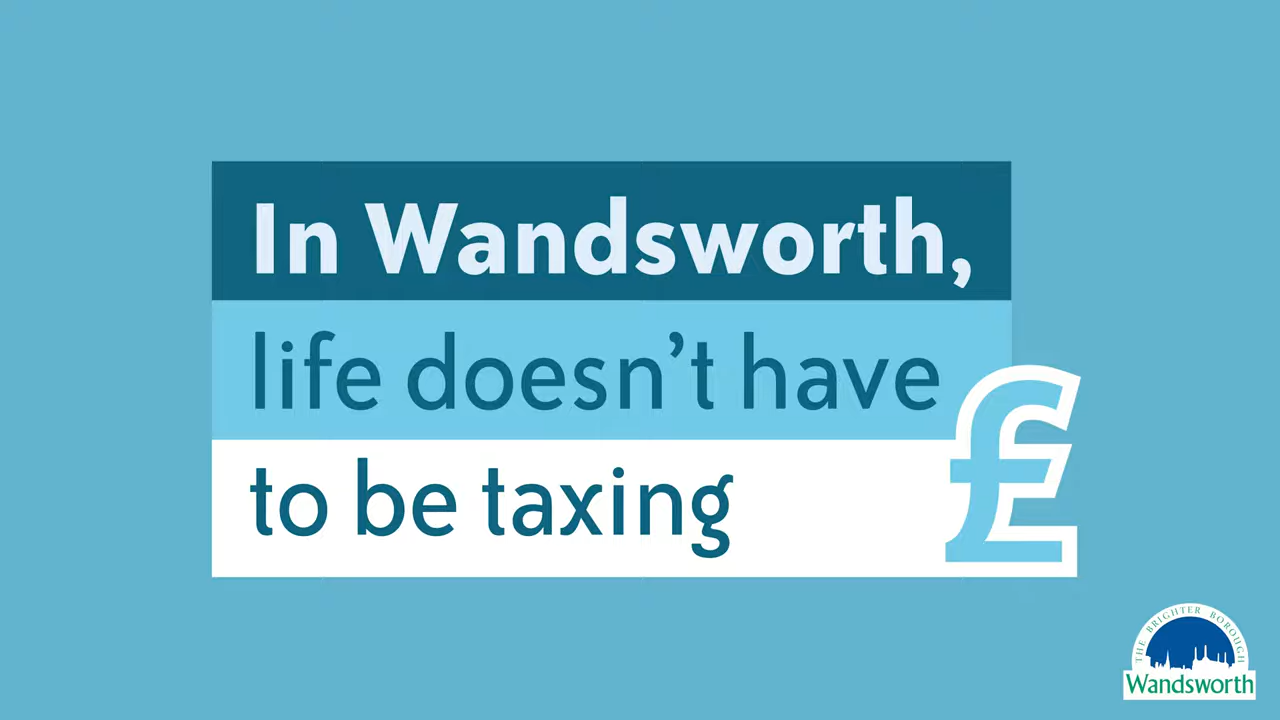 In Wandsworth,
life doesn't have
to be taxing
£
THE BRIGHTER BOROUGH
Wandsworth